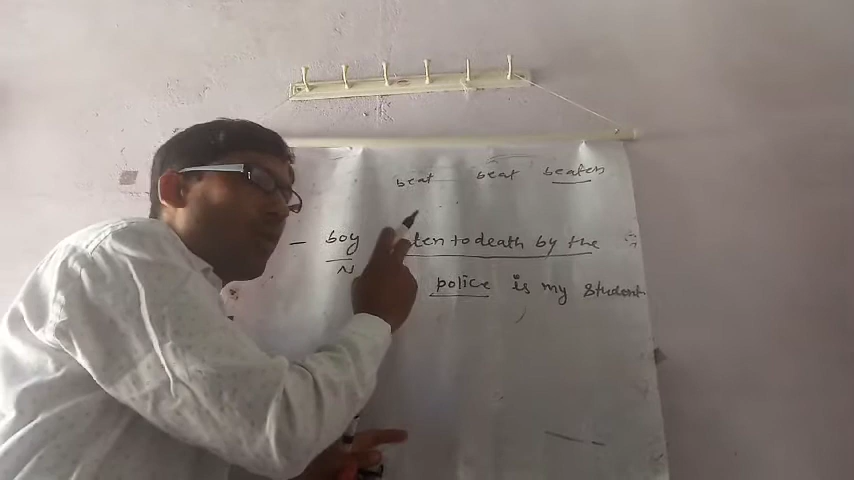 beat beat beaten
— boy ten to death by the
N
police is my student